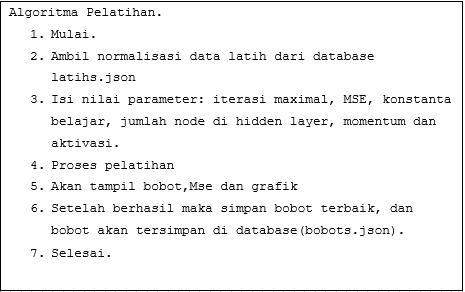 Algoritma Pelatihan.
1. Mulai.
2. Ambil normalisasi data latih dari database
latihs.json
3. Isi nilai parameter: iterasi maximal, MSE, konstanta
belajar, jumlah node di hidden layer, momentum dan
aktivasi.
4. Proses pelatihan
5. Akan tampil bobot,Mse dan grafik
6. Setelah berhasil maka simpan bobot terbaik, dan
bobot akan tersimpan di database(bobots.json).
7. Selesai.